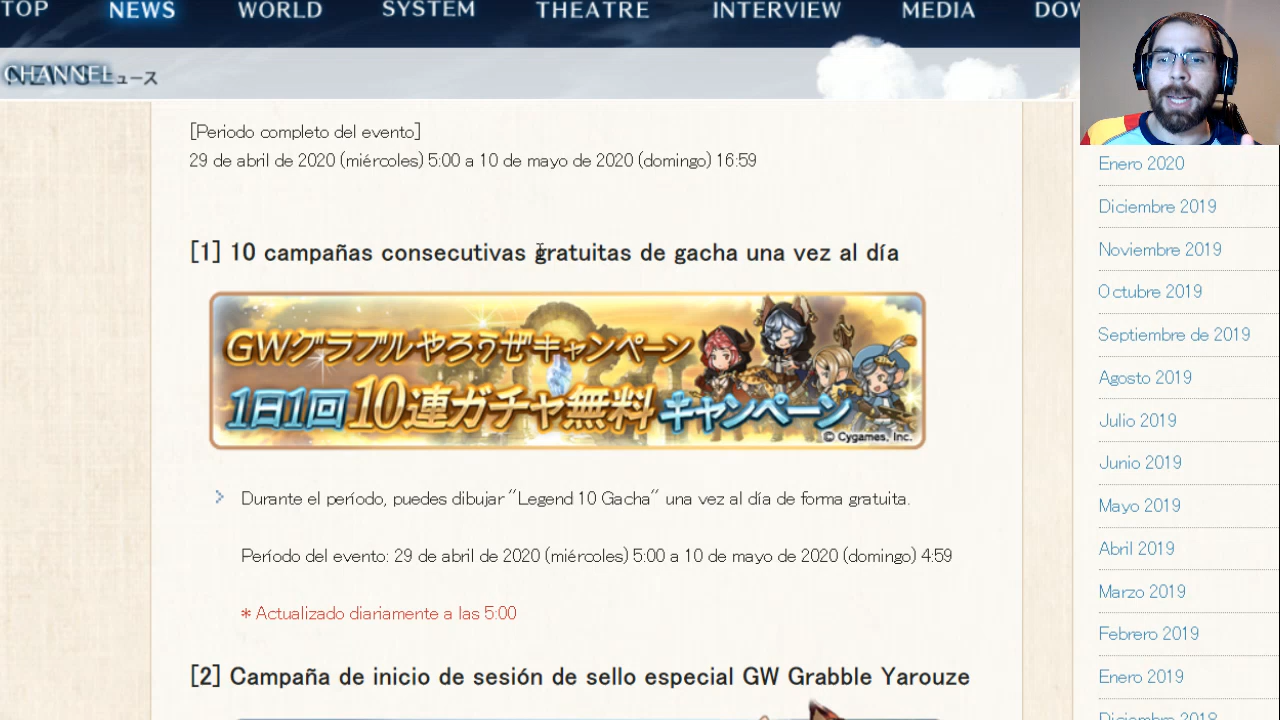 TOP NEWS WORLD SYSTEM THEATRE INTERVIEW MEDIA DOW
CHANNEL ュース
[Periodo completo del evento]
29 de abril de 2020 (miércoles) 5:00 a 10 de mayo de 2020 (domingo) 16:59
[1] 10 campañas consecutivas gratuitas de gacha una vez al día
GWグラブルやろうぜキャンペーン
1日1回10連ガチャ無料キャンペーン
© Cygames, Inc.
Durante el período, puedes dibujar "Legend 10 Gacha" una vez al día de forma gratuita.
Período del evento: 29 de abril de 2020 (miércoles) 5:00 a 10 de mayo de 2020 (domingo) 4:59
* Actualizado diariamente a las 5:00
[2] Campaña de inicio de sesión de sello especial GW Grabble Yarouze
Enero 2020
Diciembre 2019
Noviembre 2019
Octubre 2019
Septiembre de 2019
Agosto 2019
Julio 2019
Junio 2019
Mayo 2019
Abril 2019
Marzo 2019
Febrero 2019
Enero 2019
Diciembre 2018